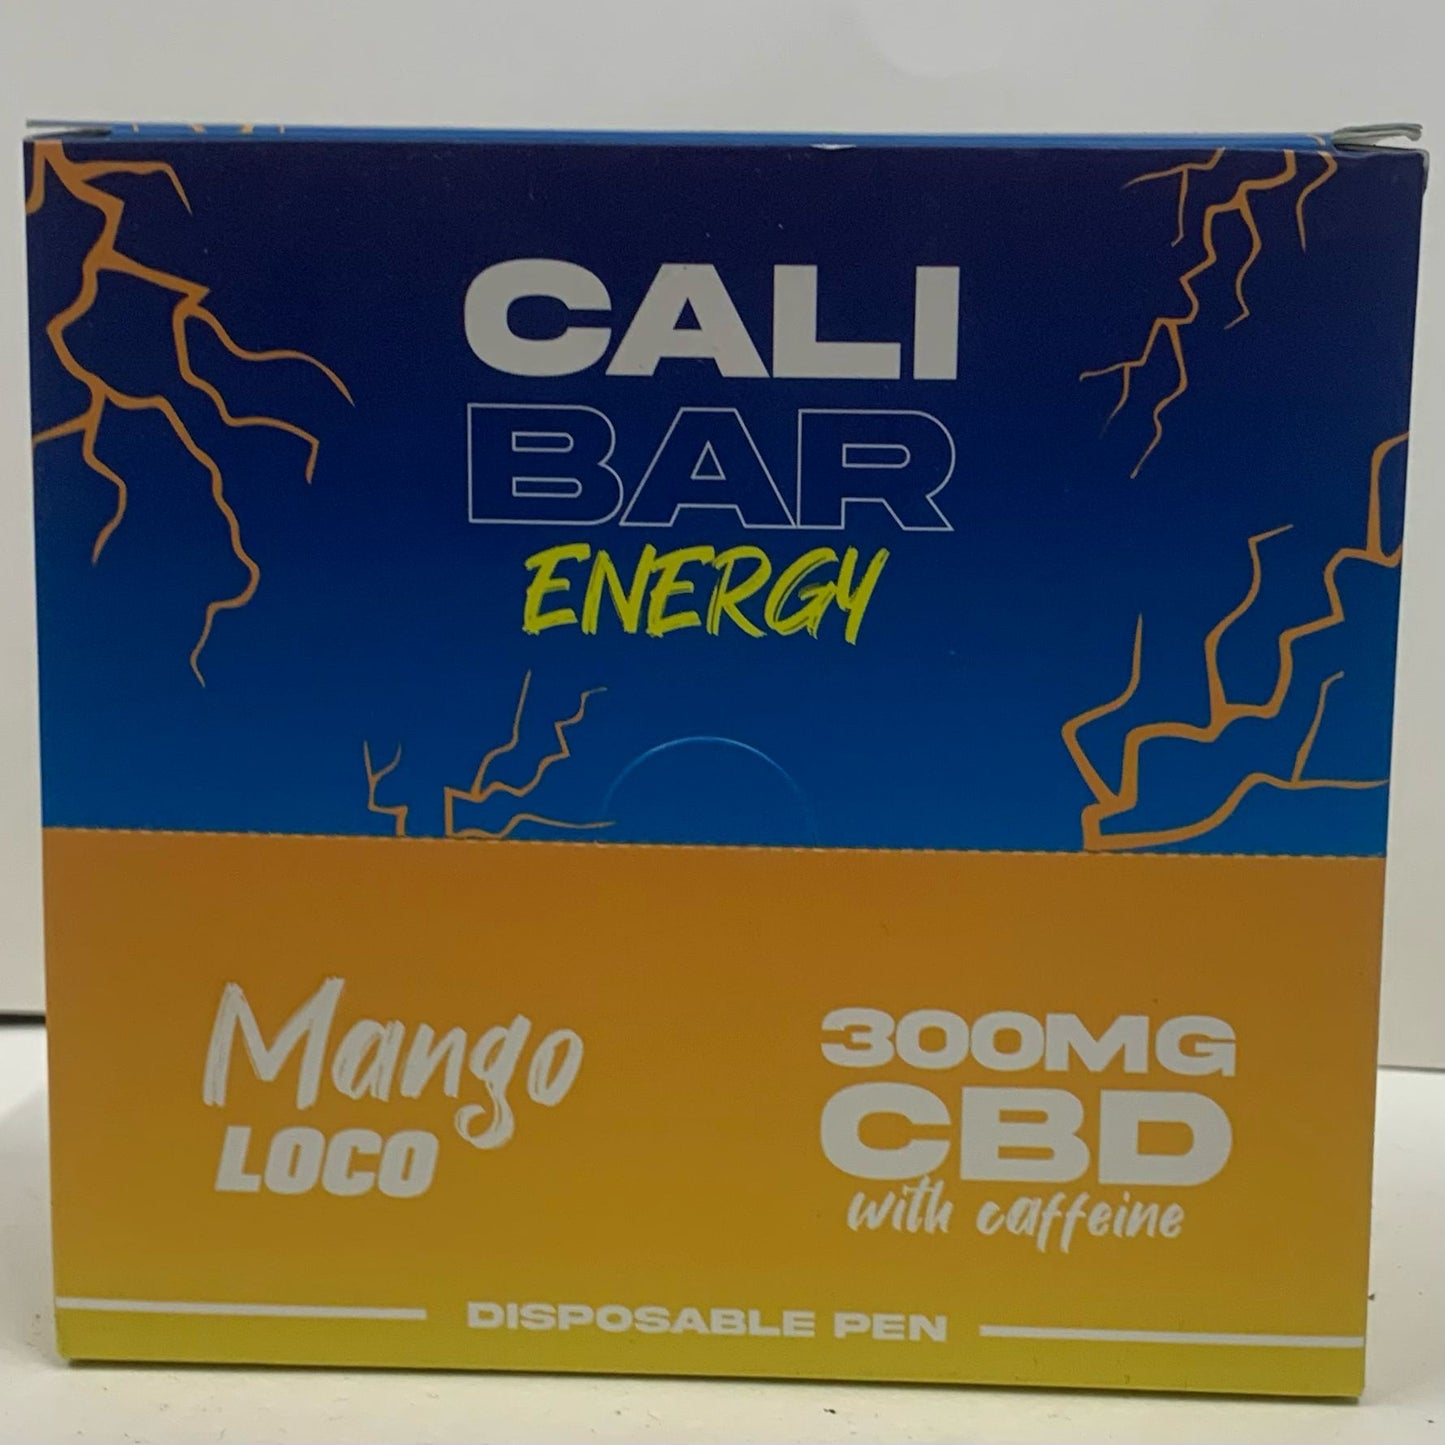 CALI
BAR
ENERGY
Mango
LOCO
300MG
CBD
with caffeine
DISPOSABLE PEN